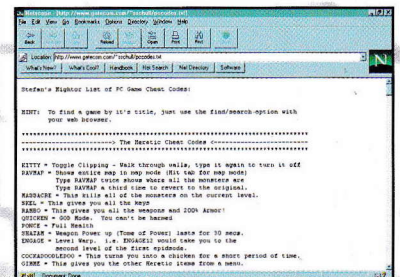 Netscape - [http://www.gatecon.com/~sschull/pccodes.txt]
File Edit View Go Bookmarks Options Directory Window Help
Back Reload Open Print Find
Location: http://www.gatecon.com/~sschull/pccodes.txt
What's New? What's Cool? Handbook Net Search Net Directory Software
N
Stefan's Mightor List of PC Game Cheat Codes:
HINT: To find a game by it's title, just use the find/search-option with
your web browser.
---------------------> The Heretic Cheat Codes <---------------------
KITTY = Toggle Clipping - Walk through walls, type it again to turn it off
RAVMAP = Shows entire map in map mode (Hit tab for map mode)
Type RAVMAP twice shows where all the monsters are
Type RAVMAP a third time to revert to the original.
MASSACRE = This kills all of the monsters on the current level.
SKEL = This gives you all the keys
RAMBO = This gives you all the weapons and 200% Armor!
QUICKEN = GOD Mode. You can't be harmed
PONCE = Full Health
SHAZAM = Weapon Power up (Tome of Power) lasts for 30 secs.
ENGAGE = Level Warp. i.e. ENGAGE12 would take you to the
second level of the first epidsode.
COCKADOODLEDOO = This turns you into a chicken for a short period of time.
GIMME = This gives you the other Heretic items from a menu.
Document: Done